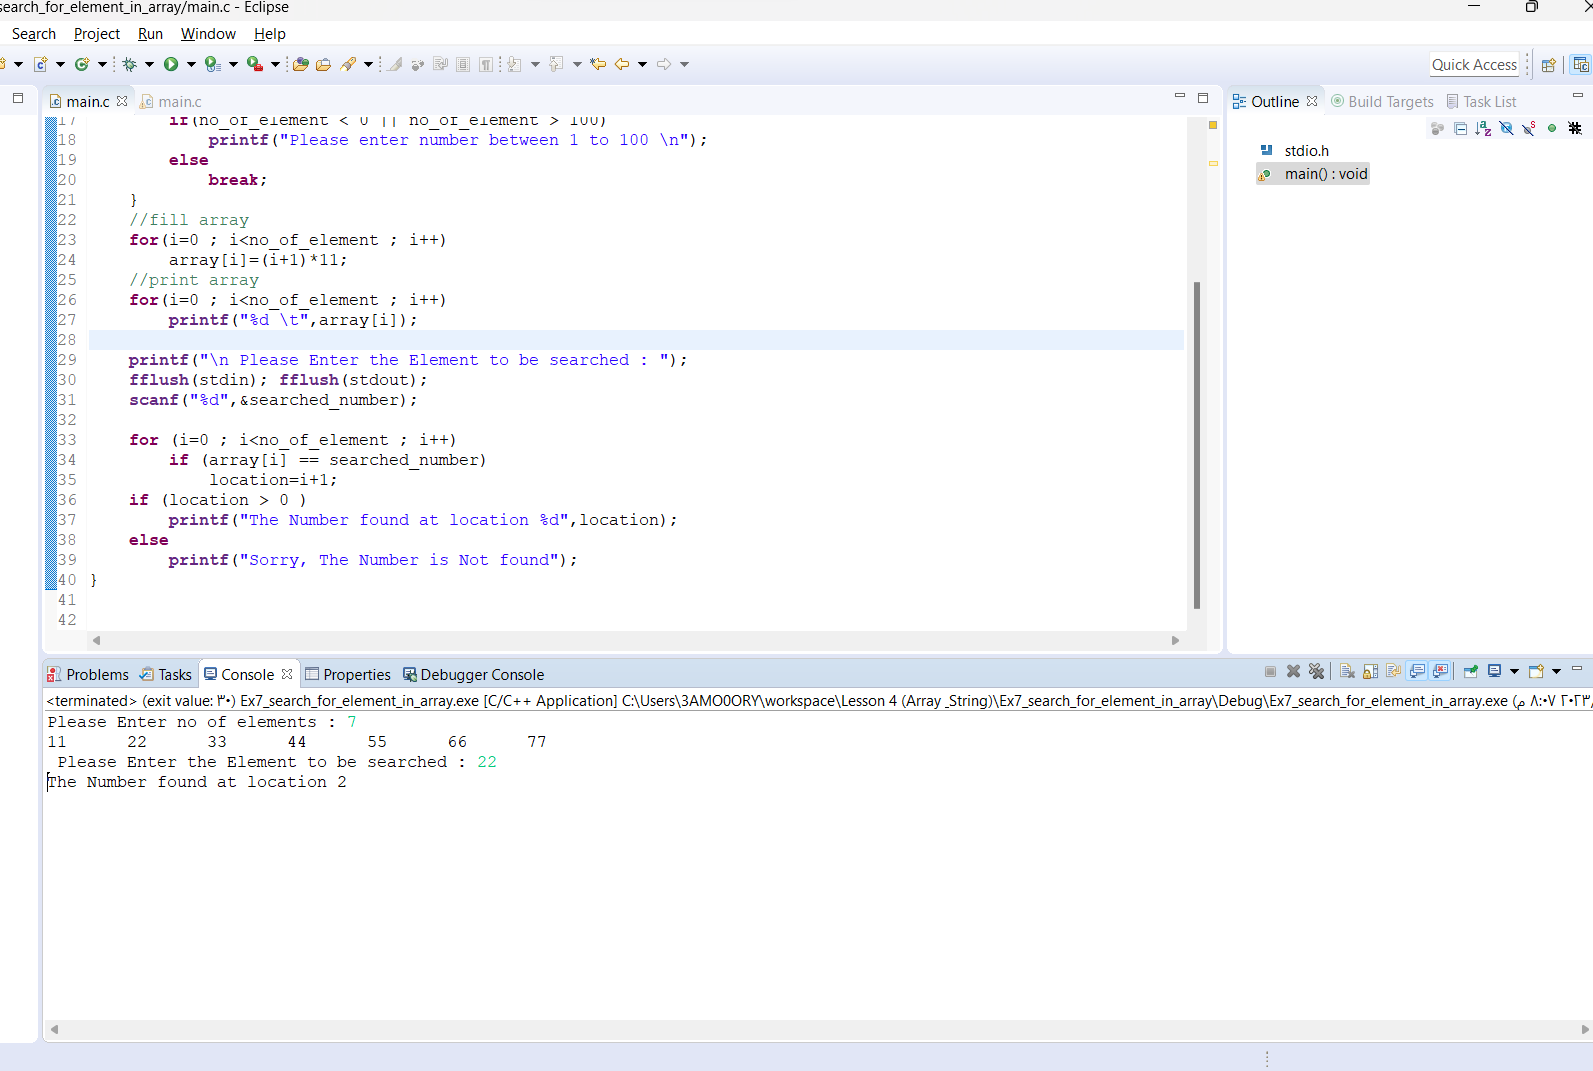 search_for_element_in_array/main.c - Eclipse
Search Project Run Window Help
Quick Access
main.c main.c
17 if(no_of_element < 0 || no_of_element > 100)
18 printf("Please enter number between 1 to 100 \n");
19 else
20 break;
21 }
22 //fill array
23 for(i=0 ; i<no_of_element ; i++)
24 array[i]=(i+1)*11;
25 //print array
26 for(i=0 ; i<no_of_element ; i++)
27 printf("%d \t",array[i]);
28
29 printf("\n Please Enter the Element to be searched : ");
30 fflush(stdin); fflush(stdout);
31 scanf("%d",&searched_number);
32
33 for (i=0 ; i<no_of_element ; i++)
34 if (array[i] == searched_number)
35 location=i+1;
36 if (location > 0 )
37 printf("The Number found at location %d",location);
38 else
39 printf("Sorry, The Number is Not found");
40 }
41
42
Outline Build Targets Task List
stdio.h
main() : void
Problems Tasks Console Properties Debugger Console
<terminated> (exit value: ٣٠) Ex7_search_for_element_in_array.exe [C/C++ Application] C:\Users\3AMO0ORY\workspace\Lesson 4 (Array _String)\Ex7_search_for_element_in_array\Debug\Ex7_search_for_element_in_array.exe (م ٨:٠٧ ٢٠٢٣/
Please Enter no of elements : 7
11 22 33 44 55 66 77
Please Enter the Element to be searched : 22
The Number found at location 2